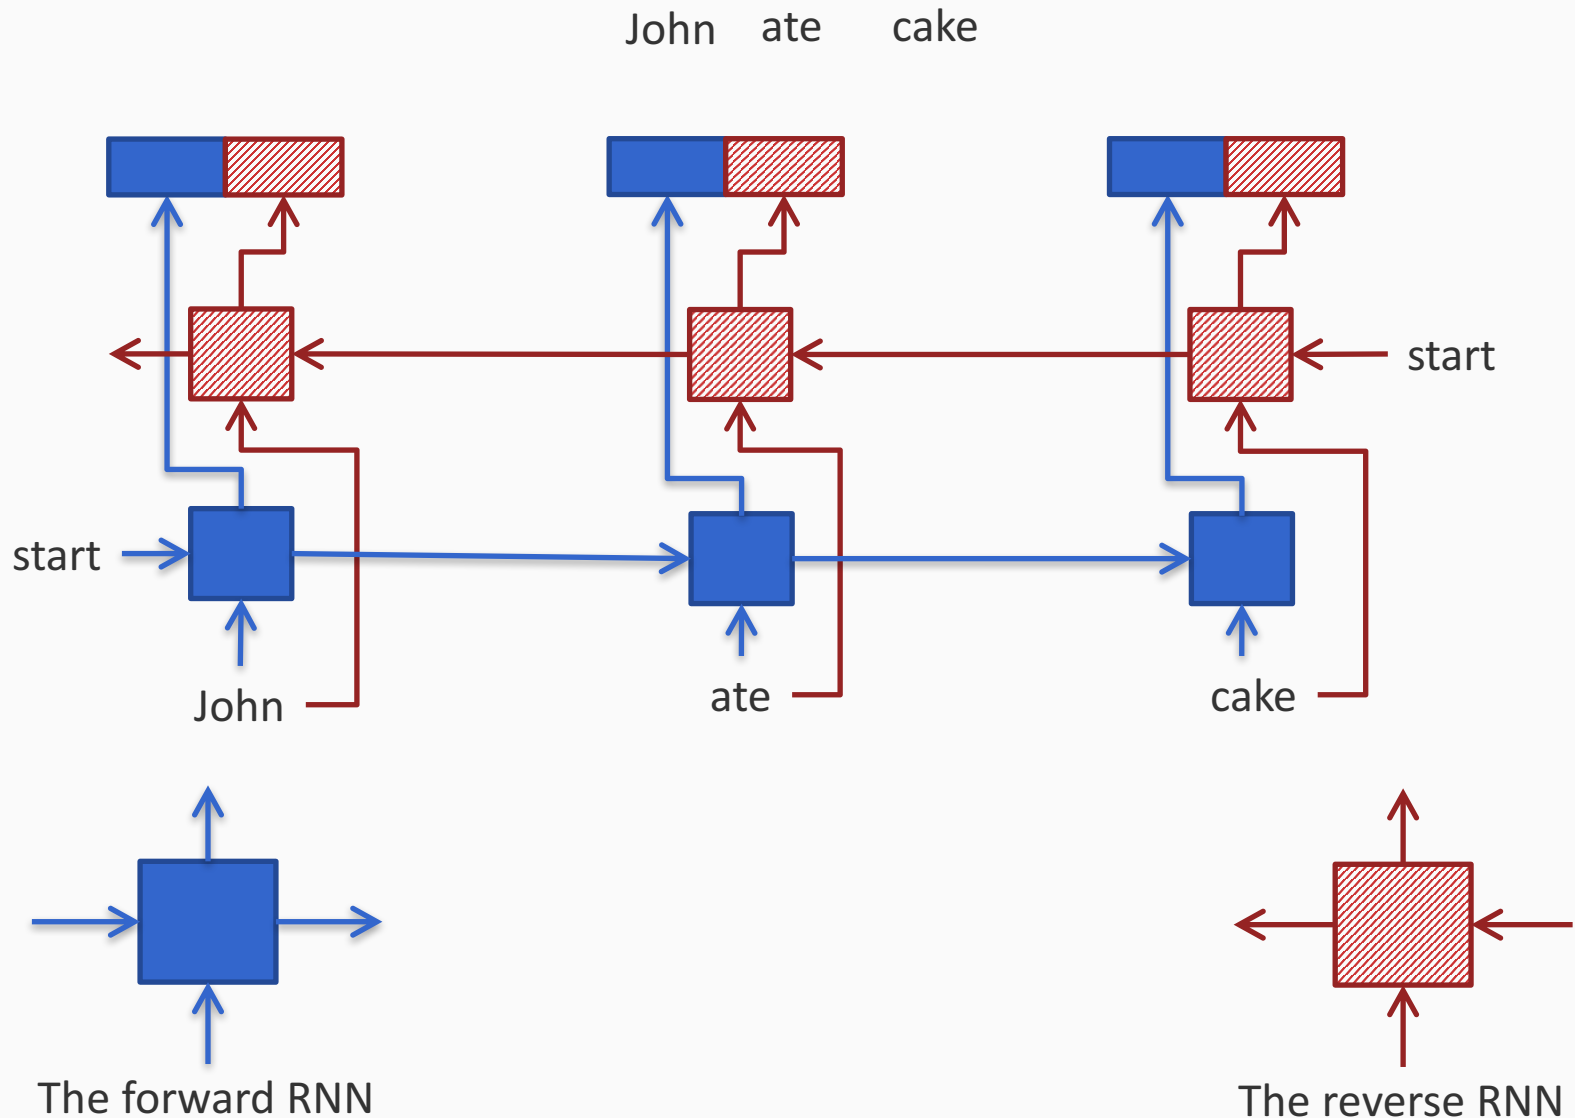 John ate cake
start
start
John ate cake
The forward RNN
The reverse RNN